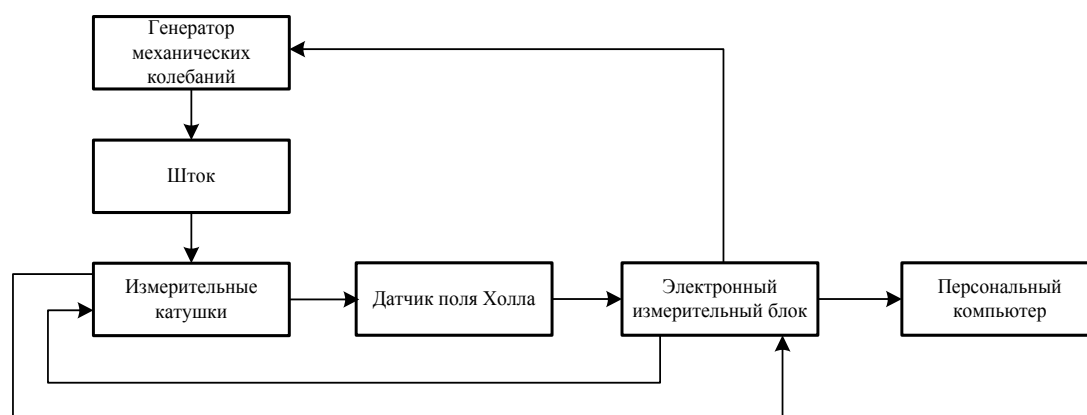 Генератор
механических
колебаний
Шток
Измерительные
катушки
Датчик поля Холла
Электронный
измерительный блок
Персональный
компьютер